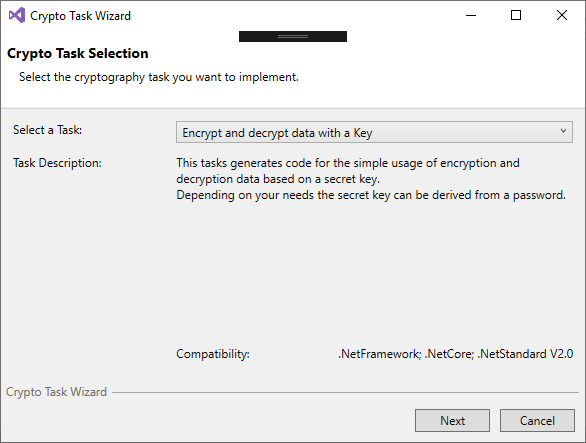 Crypto Task Wizard
Crypto Task Selection
Select the cryptography task you want to implement.
Select a Task:
Encrypt and decrypt data with a Key
Task Description:
This tasks generates code for the simple usage of encryption and
decryption data based on a secret key.
Depending on your needs the secret key can be derived from a password.
Compatibility:
.NetFramework; .NetCore; .NetStandard V2.0
Crypto Task Wizard
Next
Cancel